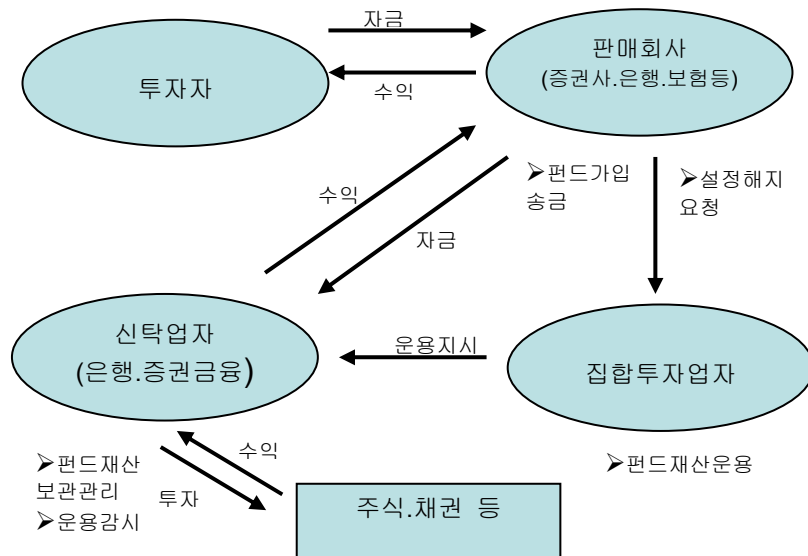 자금
투자자
판매회사
(증권사.은행.보험등)
수익
➢펀드가입
송금
➢설정해지
요청
수익
자금
신탁업자
(은행.증권금융)
운용지시
집합투자업자
➢펀드재산
보관관리
➢운용감시
수익
투자
➢펀드재산운용
주식.채권 등